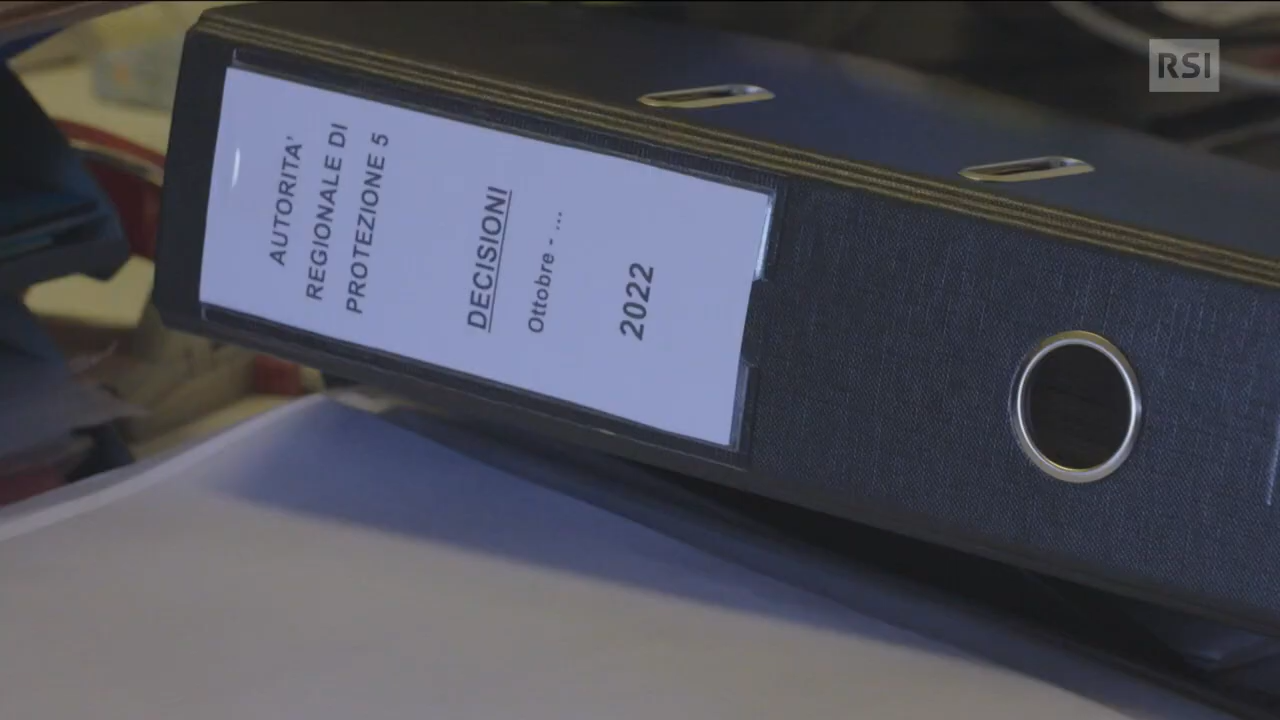 RSI
AUTORITA'
REGIONALE DI
PROTEZIONE 5
DECISIONI
Ottobre - ...
2022